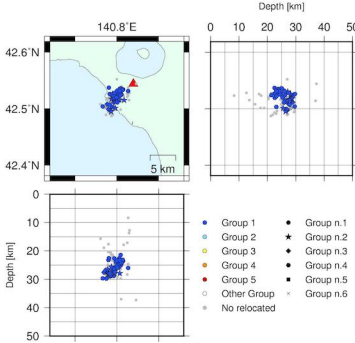 Depth [km]
140.8°E
0 10 20 30 40 50
42.6°N
42.5°N
42.4°N
5 km
0
10
20
30
40
50
Depth [km]
Group 1
Group 2
Group 3
Group 4
Group 5
Other Group
No relocated
Group n.1
Group n.2
Group n.3
Group n.4
Group n.5
Group n.6